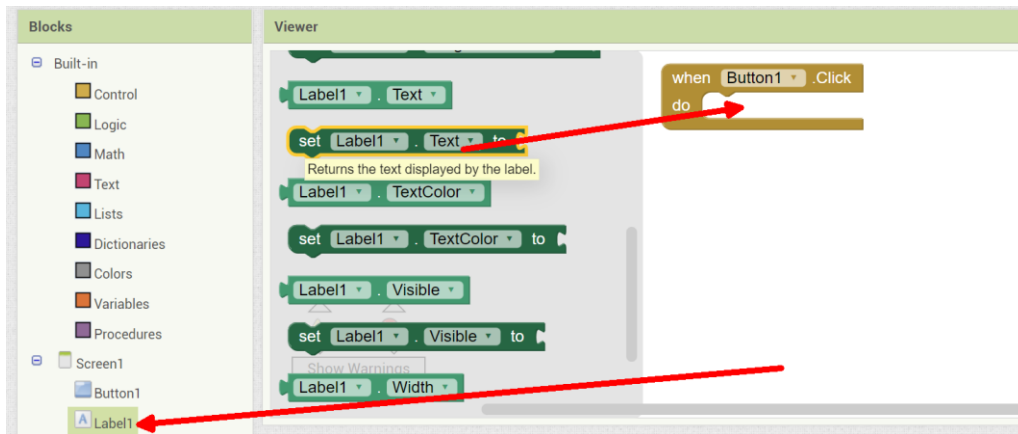 Blocks
Built-in
Control
Logic
Math
Text
Lists
Dictionaries
Colors
Variables
Procedures
Screen1
Button1
Label1
Viewer
Label1 . Text
set Label1 . Text to
Returns the text displayed by the label.
Label1 . TextColor
set Label1 . TextColor to
Label1 . Visible
set Label1 . Visible to
Show Warnings
Label1 . Width
when Button1 .Click
do